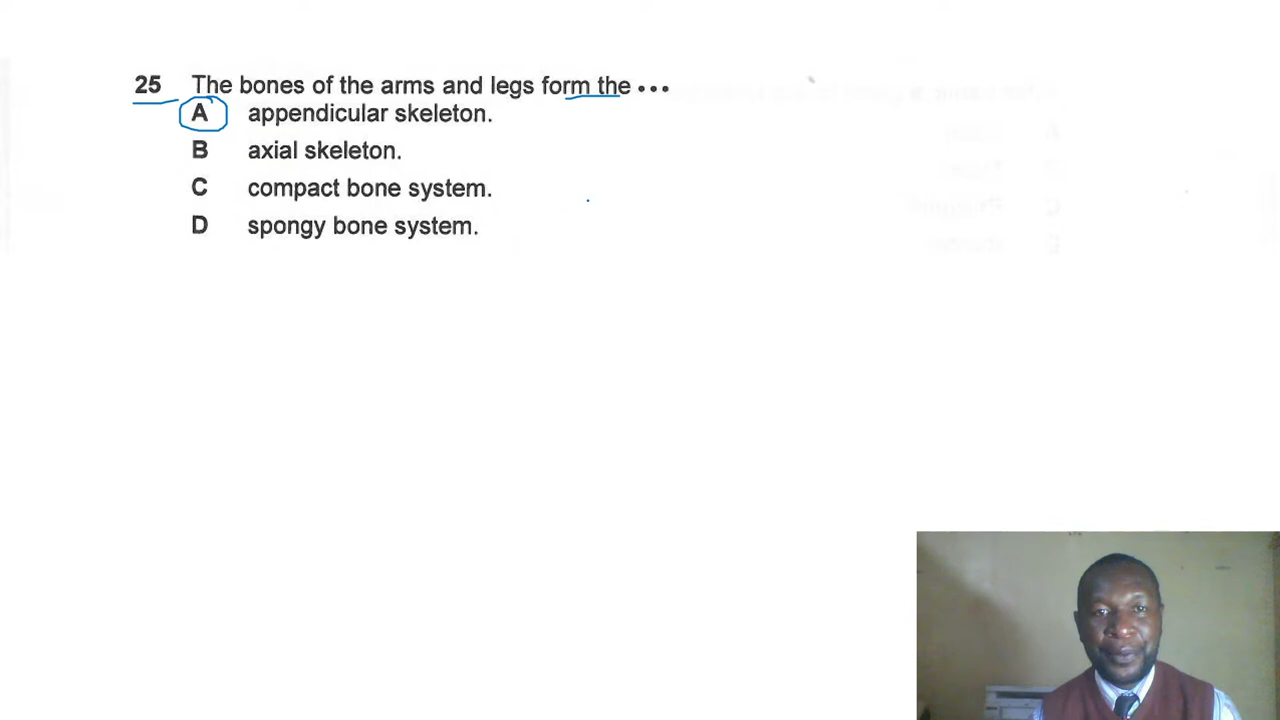 25 The bones of the arms and legs form the •••
A appendicular skeleton.
B axial skeleton.
C compact bone system.
D spongy bone system.